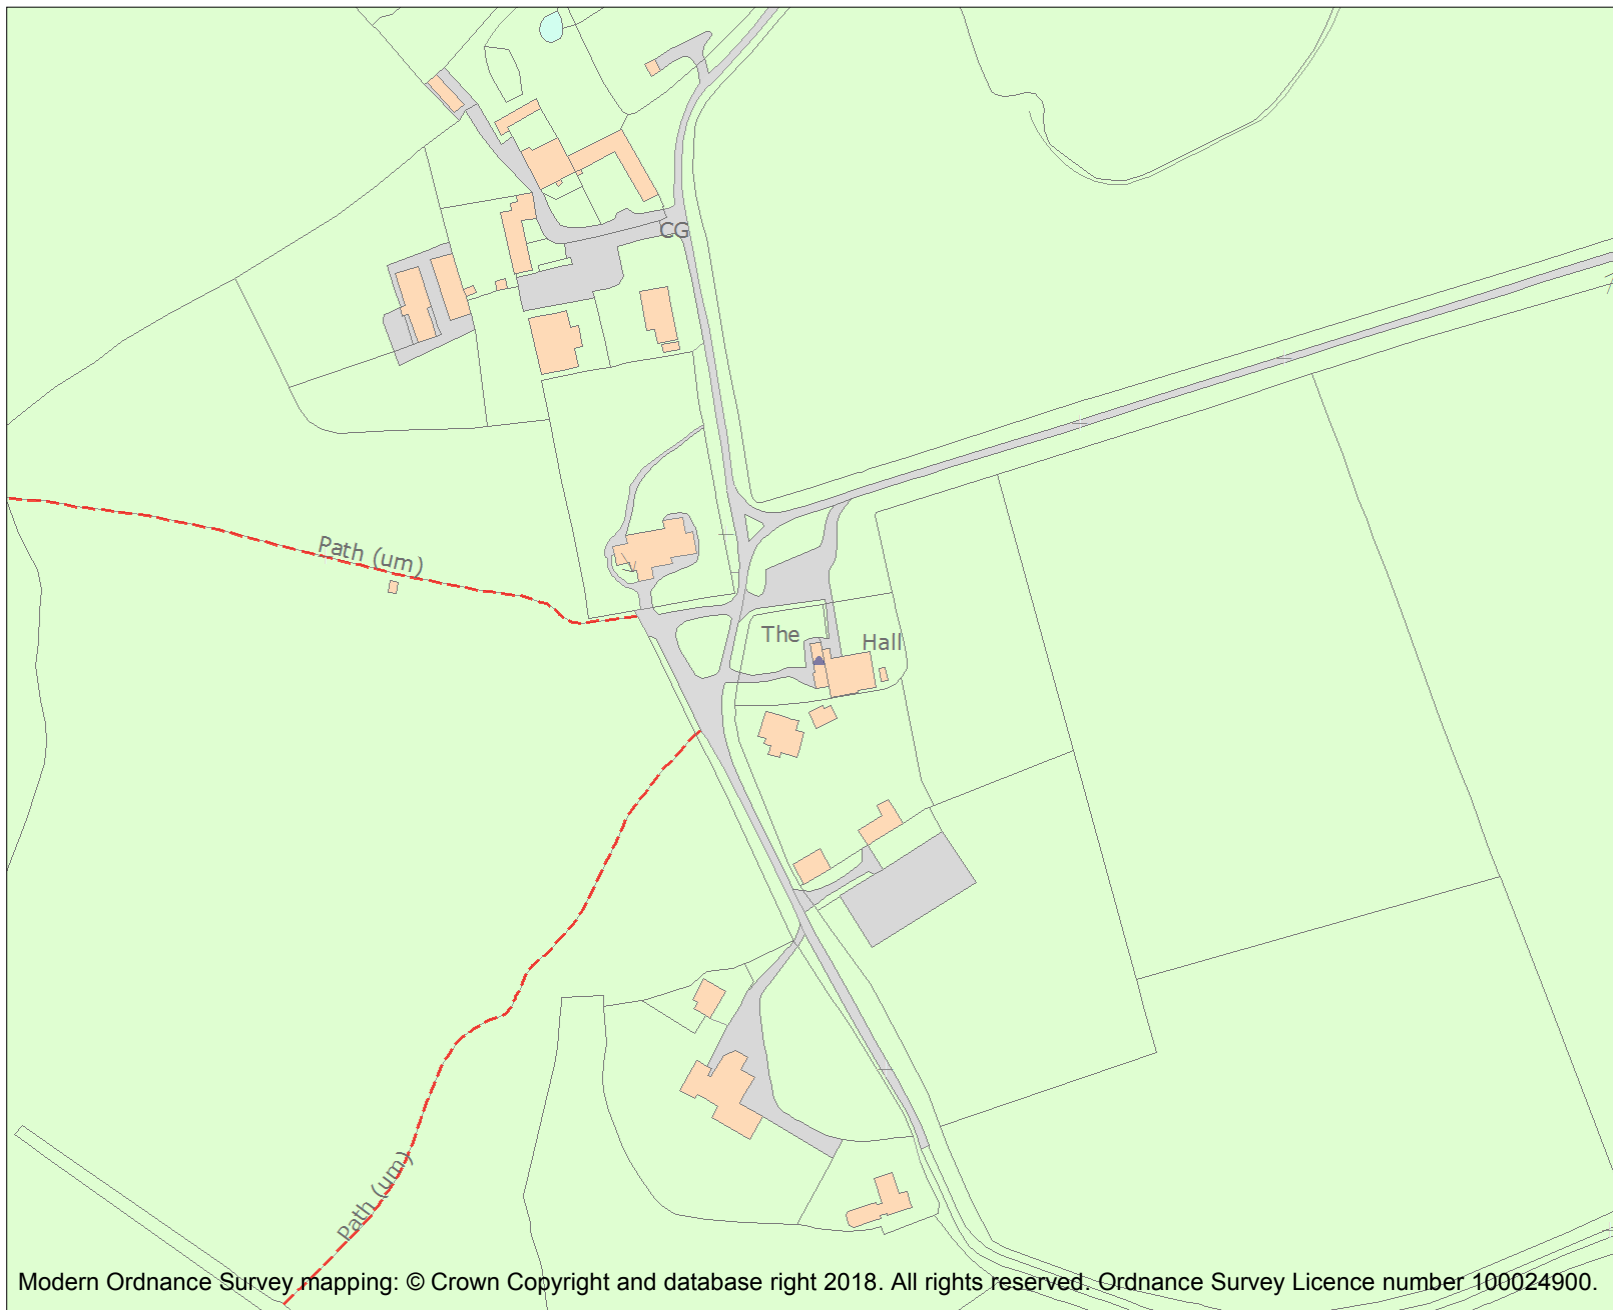 CG
Path (um)
The Hall
Path (um)
Modern Ordnance Survey mapping: © Crown Copyright and database right 2018. All rights reserved. Ordnance Survey Licence number 100024900.